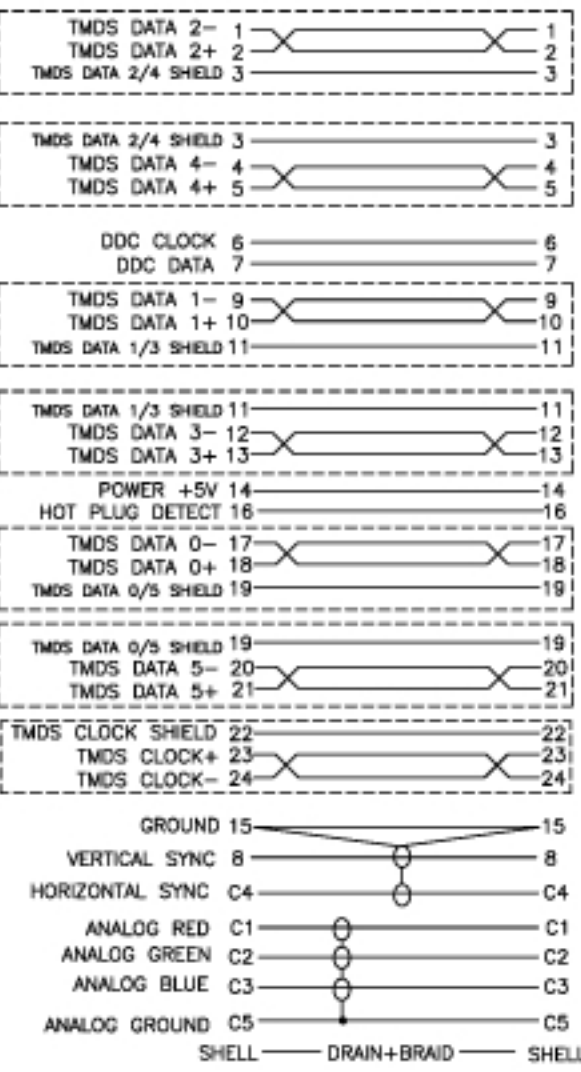 TMDS DATA 2- 1 1
TMDS DATA 2+ 2 2
TMDS DATA 2/4 SHIELD 3 3
TMDS DATA 2/4 SHIELD 3 3
TMDS DATA 4- 4 4
TMDS DATA 4+ 5 5
DDC CLOCK 6 6
DDC DATA 7 7
TMDS DATA 1- 9 9
TMDS DATA 1+ 10 10
TMDS DATA 1/3 SHIELD 11 11
TMDS DATA 1/3 SHIELD 11 11
TMDS DATA 3- 12 12
TMDS DATA 3+ 13 13
POWER +5V 14 14
HOT PLUG DETECT 16 16
TMDS DATA 0- 17 17
TMDS DATA 0+ 18 18
TMDS DATA 0/5 SHIELD 19 19
TMDS DATA 0/5 SHIELD 19 19
TMDS DATA 5- 20 20
TMDS DATA 5+ 21 21
TMDS CLOCK SHIELD 22 22
TMDS CLOCK+ 23 23
TMDS CLOCK- 24 24
GROUND 15 15
VERTICAL SYNC 8 8
HORIZONTAL SYNC C4 C4
ANALOG RED C1 C1
ANALOG GREEN C2 C2
ANALOG BLUE C3 C3
ANALOG GROUND C5 C5
SHELL DRAIN+BRAID SHELL